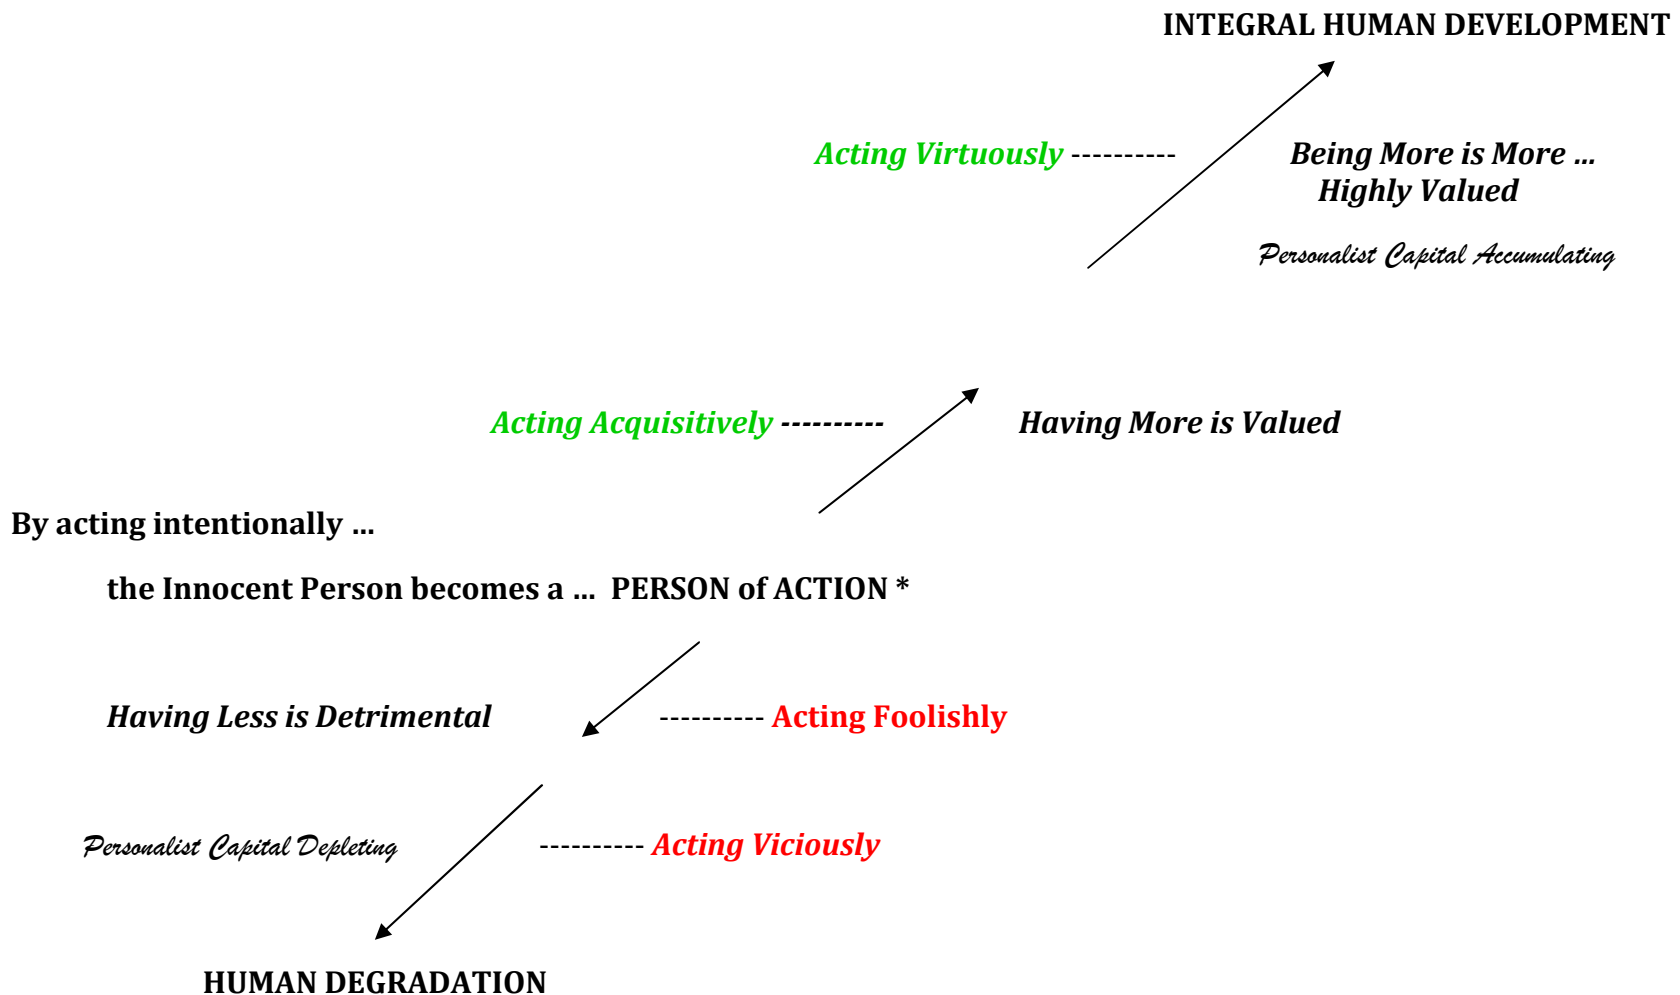 INTEGRAL HUMAN DEVELOPMENT
Acting Virtuously ---------- Being More is More …
Highly Valued
Personalist Capital Accumulating
Acting Acquisitively ---------- Having More is Valued
By acting intentionally …
the Innocent Person becomes a … PERSON of ACTION *
Having Less is Detrimental ---------- Acting Foolishly
Personalist Capital Depleting ---------- Acting Viciously
HUMAN DEGRADATION